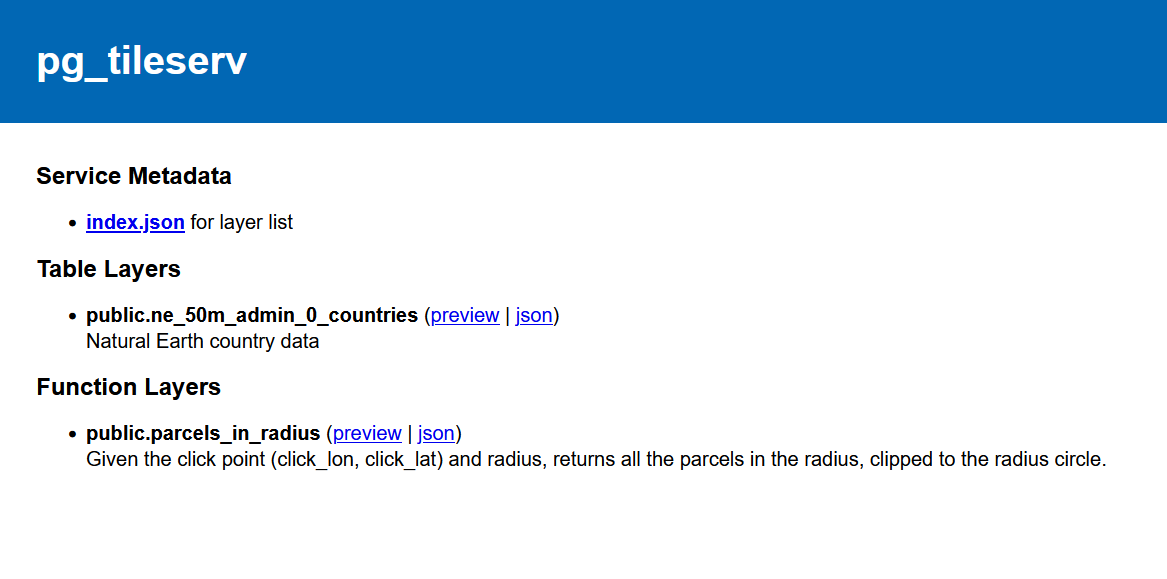 pg_tileserv
Service Metadata
index.json for layer list
Table Layers
public.ne_50m_admin_0_countries (preview | json)
Natural Earth country data
Function Layers
public.parcels_in_radius (preview | json)
Given the click point (click_lon, click_lat) and radius, returns all the parcels in the radius, clipped to the radius circle.